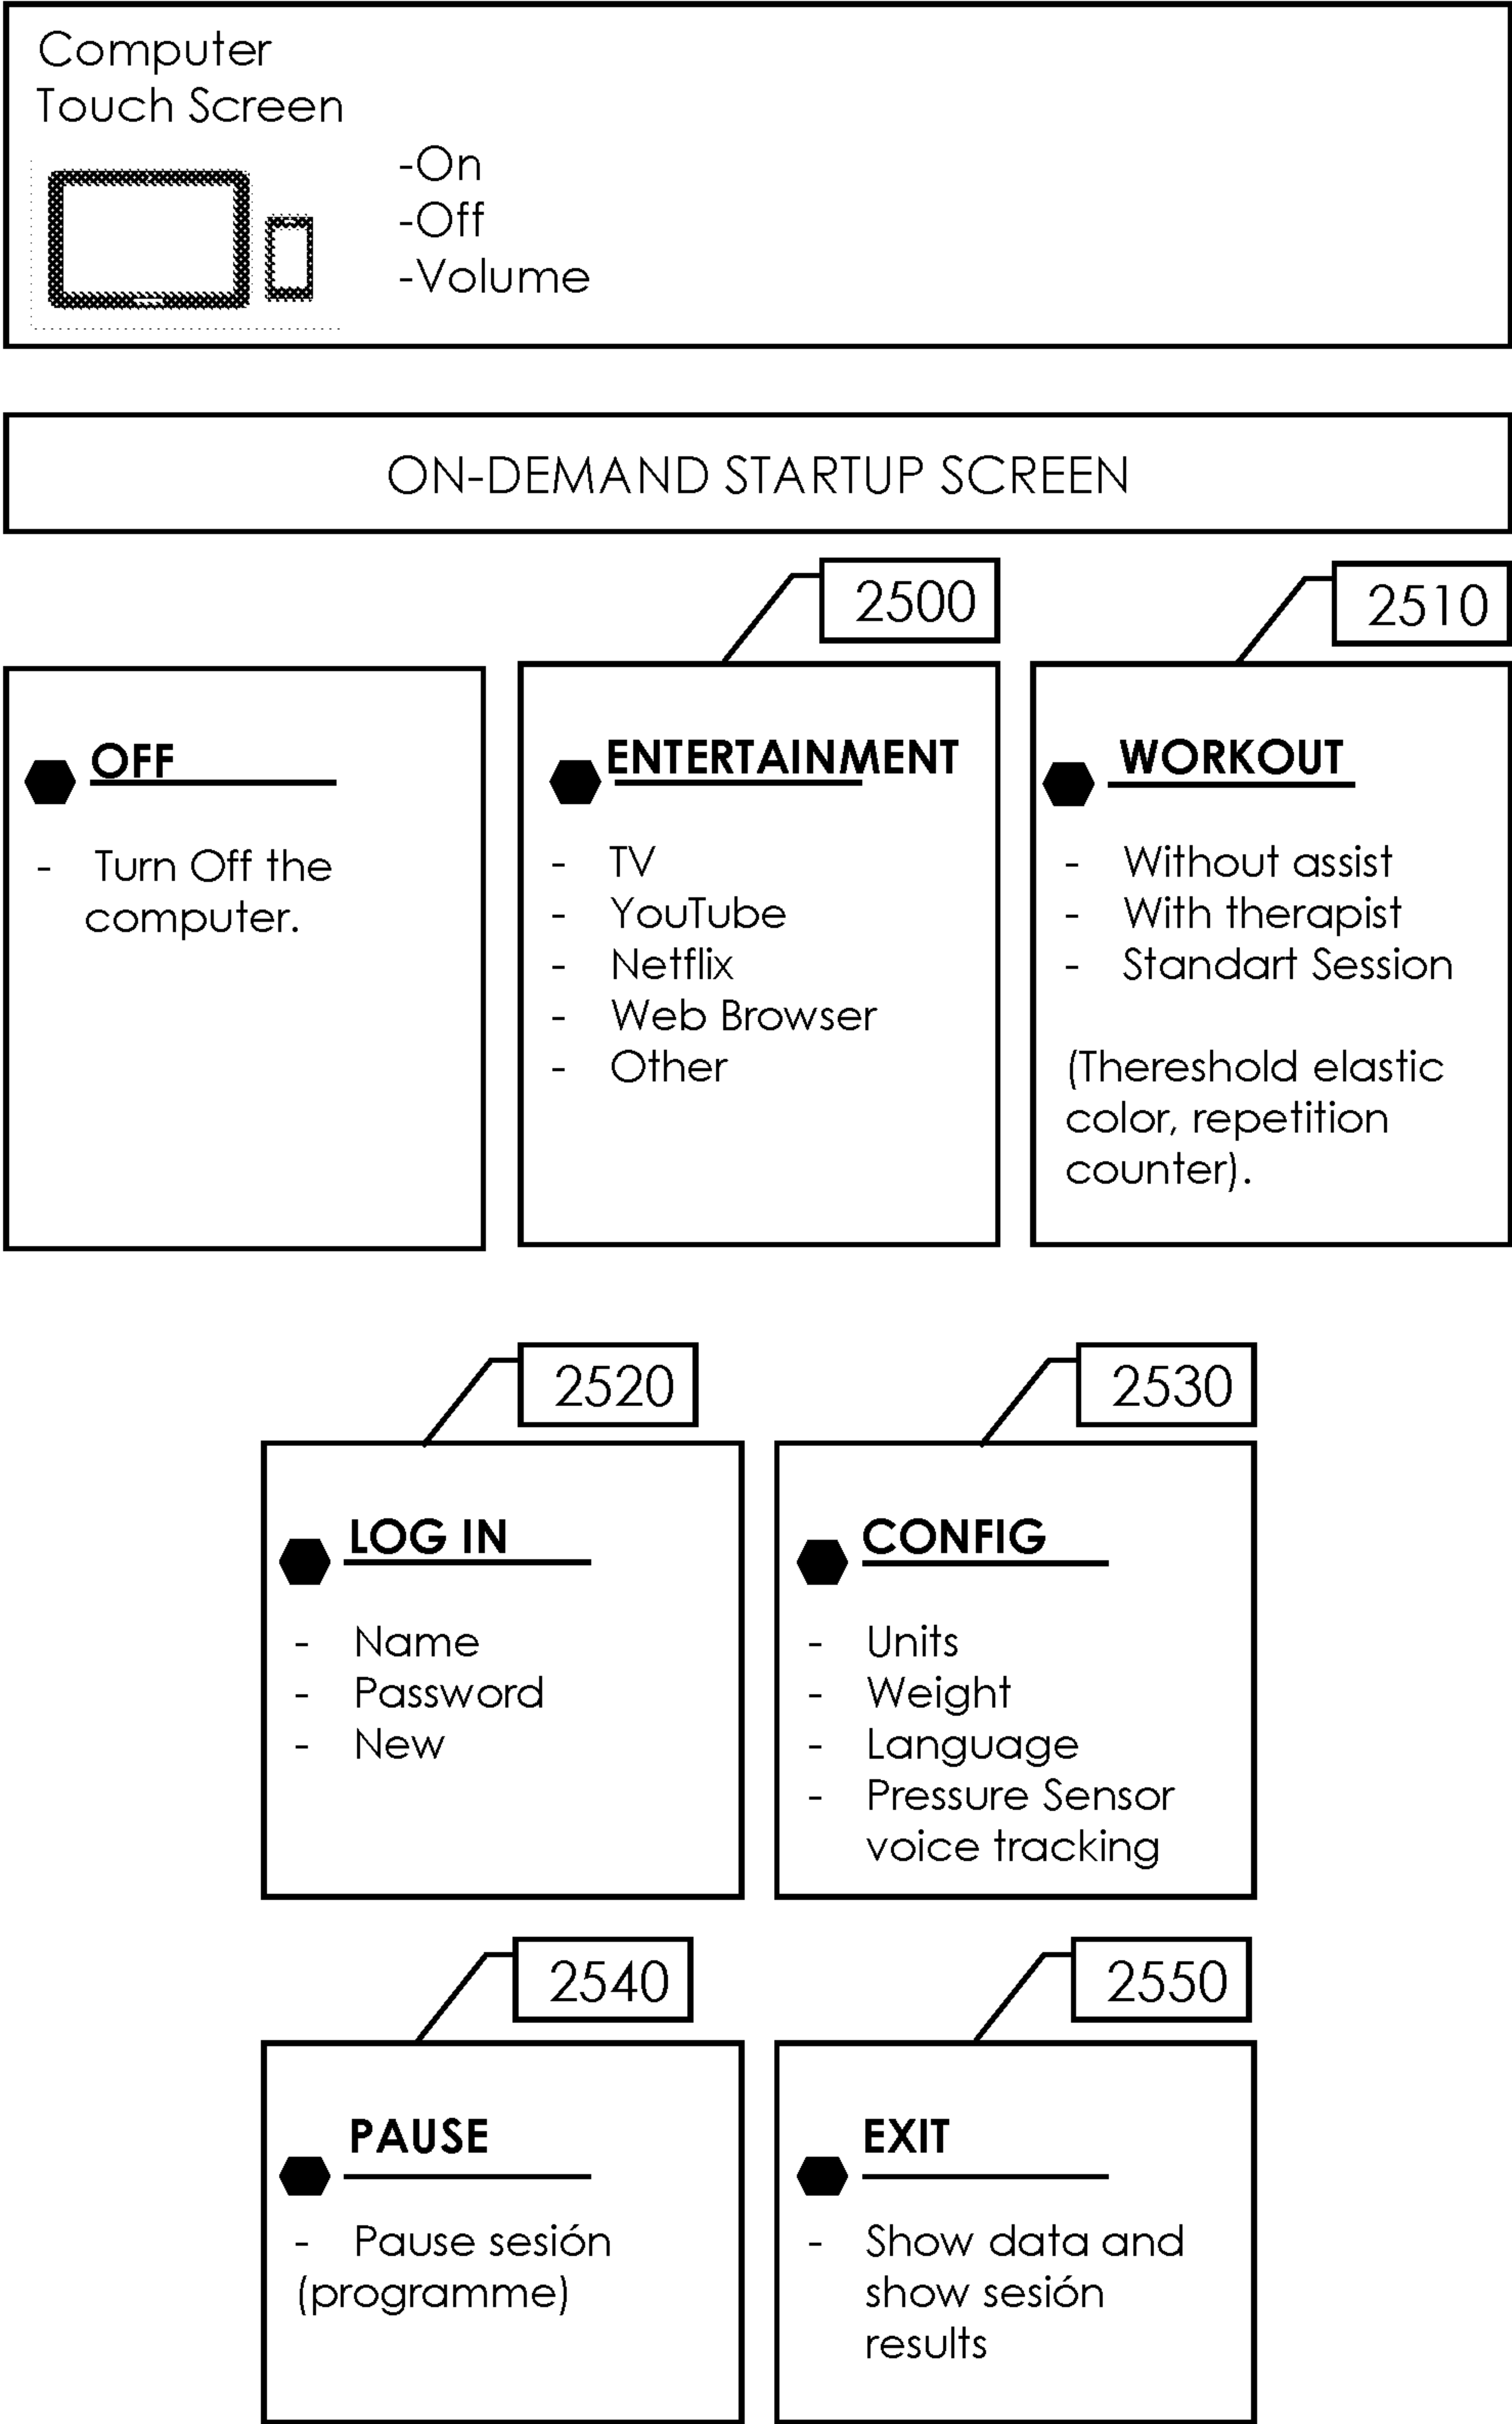 Computer
Touch Screen
-On
-Off
-Volume
ON-DEMAND STARTUP SCREEN
OFF
- Turn Off the
computer.
2500
ENTERTAINMENT
- TV
- YouTube
- Netflix
- Web Browser
- Other
2510
WORKOUT
- Without assist
- With therapist
- Standart Session
(Thereshold elastic
color, repetition
counter).
2520
LOG IN
- Name
- Password
- New
2530
CONFIG
- Units
- Weight
- Language
- Pressure Sensor
voice tracking
2540
PAUSE
- Pause sesión
(programme)
2550
EXIT
- Show data and
show sesión
results